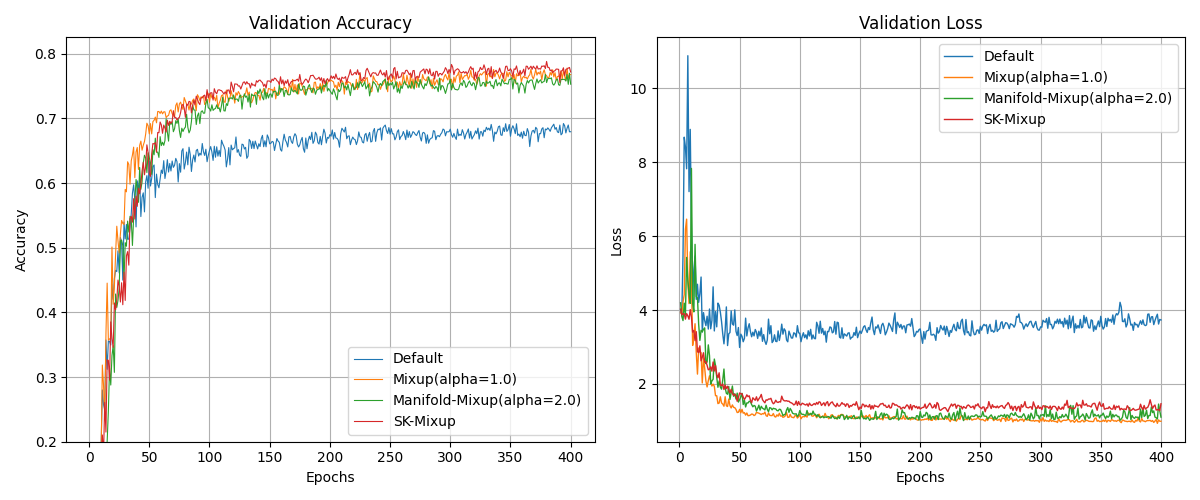 Validation Accuracy
0.8
0.7
0.6
0.5
0.4
0.3
0.2
Accuracy
Default
Mixup(alpha=1.0)
Manifold-Mixup(alpha=2.0)
SK-Mixup
0 50 100 150 200 250 300 350 400
Epochs
Validation Loss
10
8
6
4
2
Loss
Default
Mixup(alpha=1.0)
Manifold-Mixup(alpha=2.0)
SK-Mixup
0 50 100 150 200 250 300 350 400
Epochs